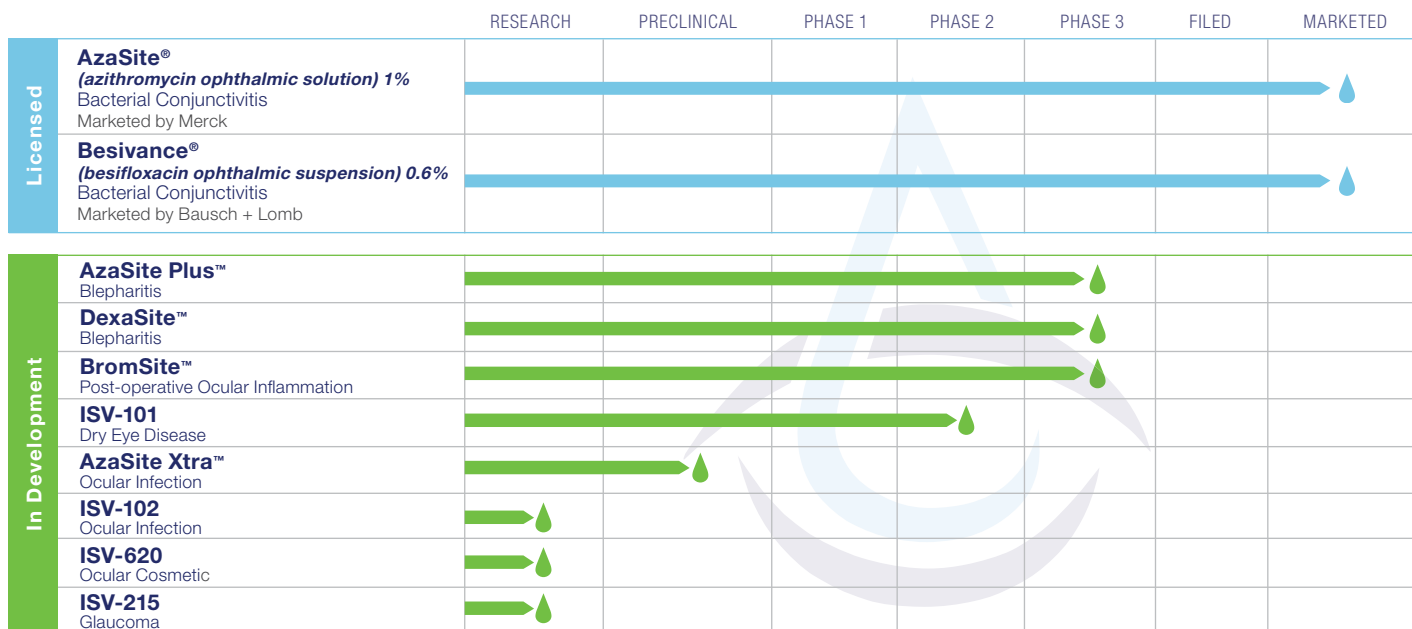 RESEARCH PRECLINICAL PHASE 1 PHASE 2 PHASE 3 FILED MARKETED
Licensed
AzaSite®
(azithromycin ophthalmic solution) 1%
Bacterial Conjunctivitis
Marketed by Merck
Besivance®
(besifloxacin ophthalmic suspension) 0.6%
Bacterial Conjunctivitis
Marketed by Bausch + Lomb
In Development
AzaSite Plus™
Blepharitis
DexaSite™
Blepharitis
BromSite™
Post-operative Ocular Inflammation
ISV-101
Dry Eye Disease
AzaSite Xtra™
Ocular Infection
ISV-102
Ocular Infection
ISV-620
Ocular Cosmetic
ISV-215
Glaucoma